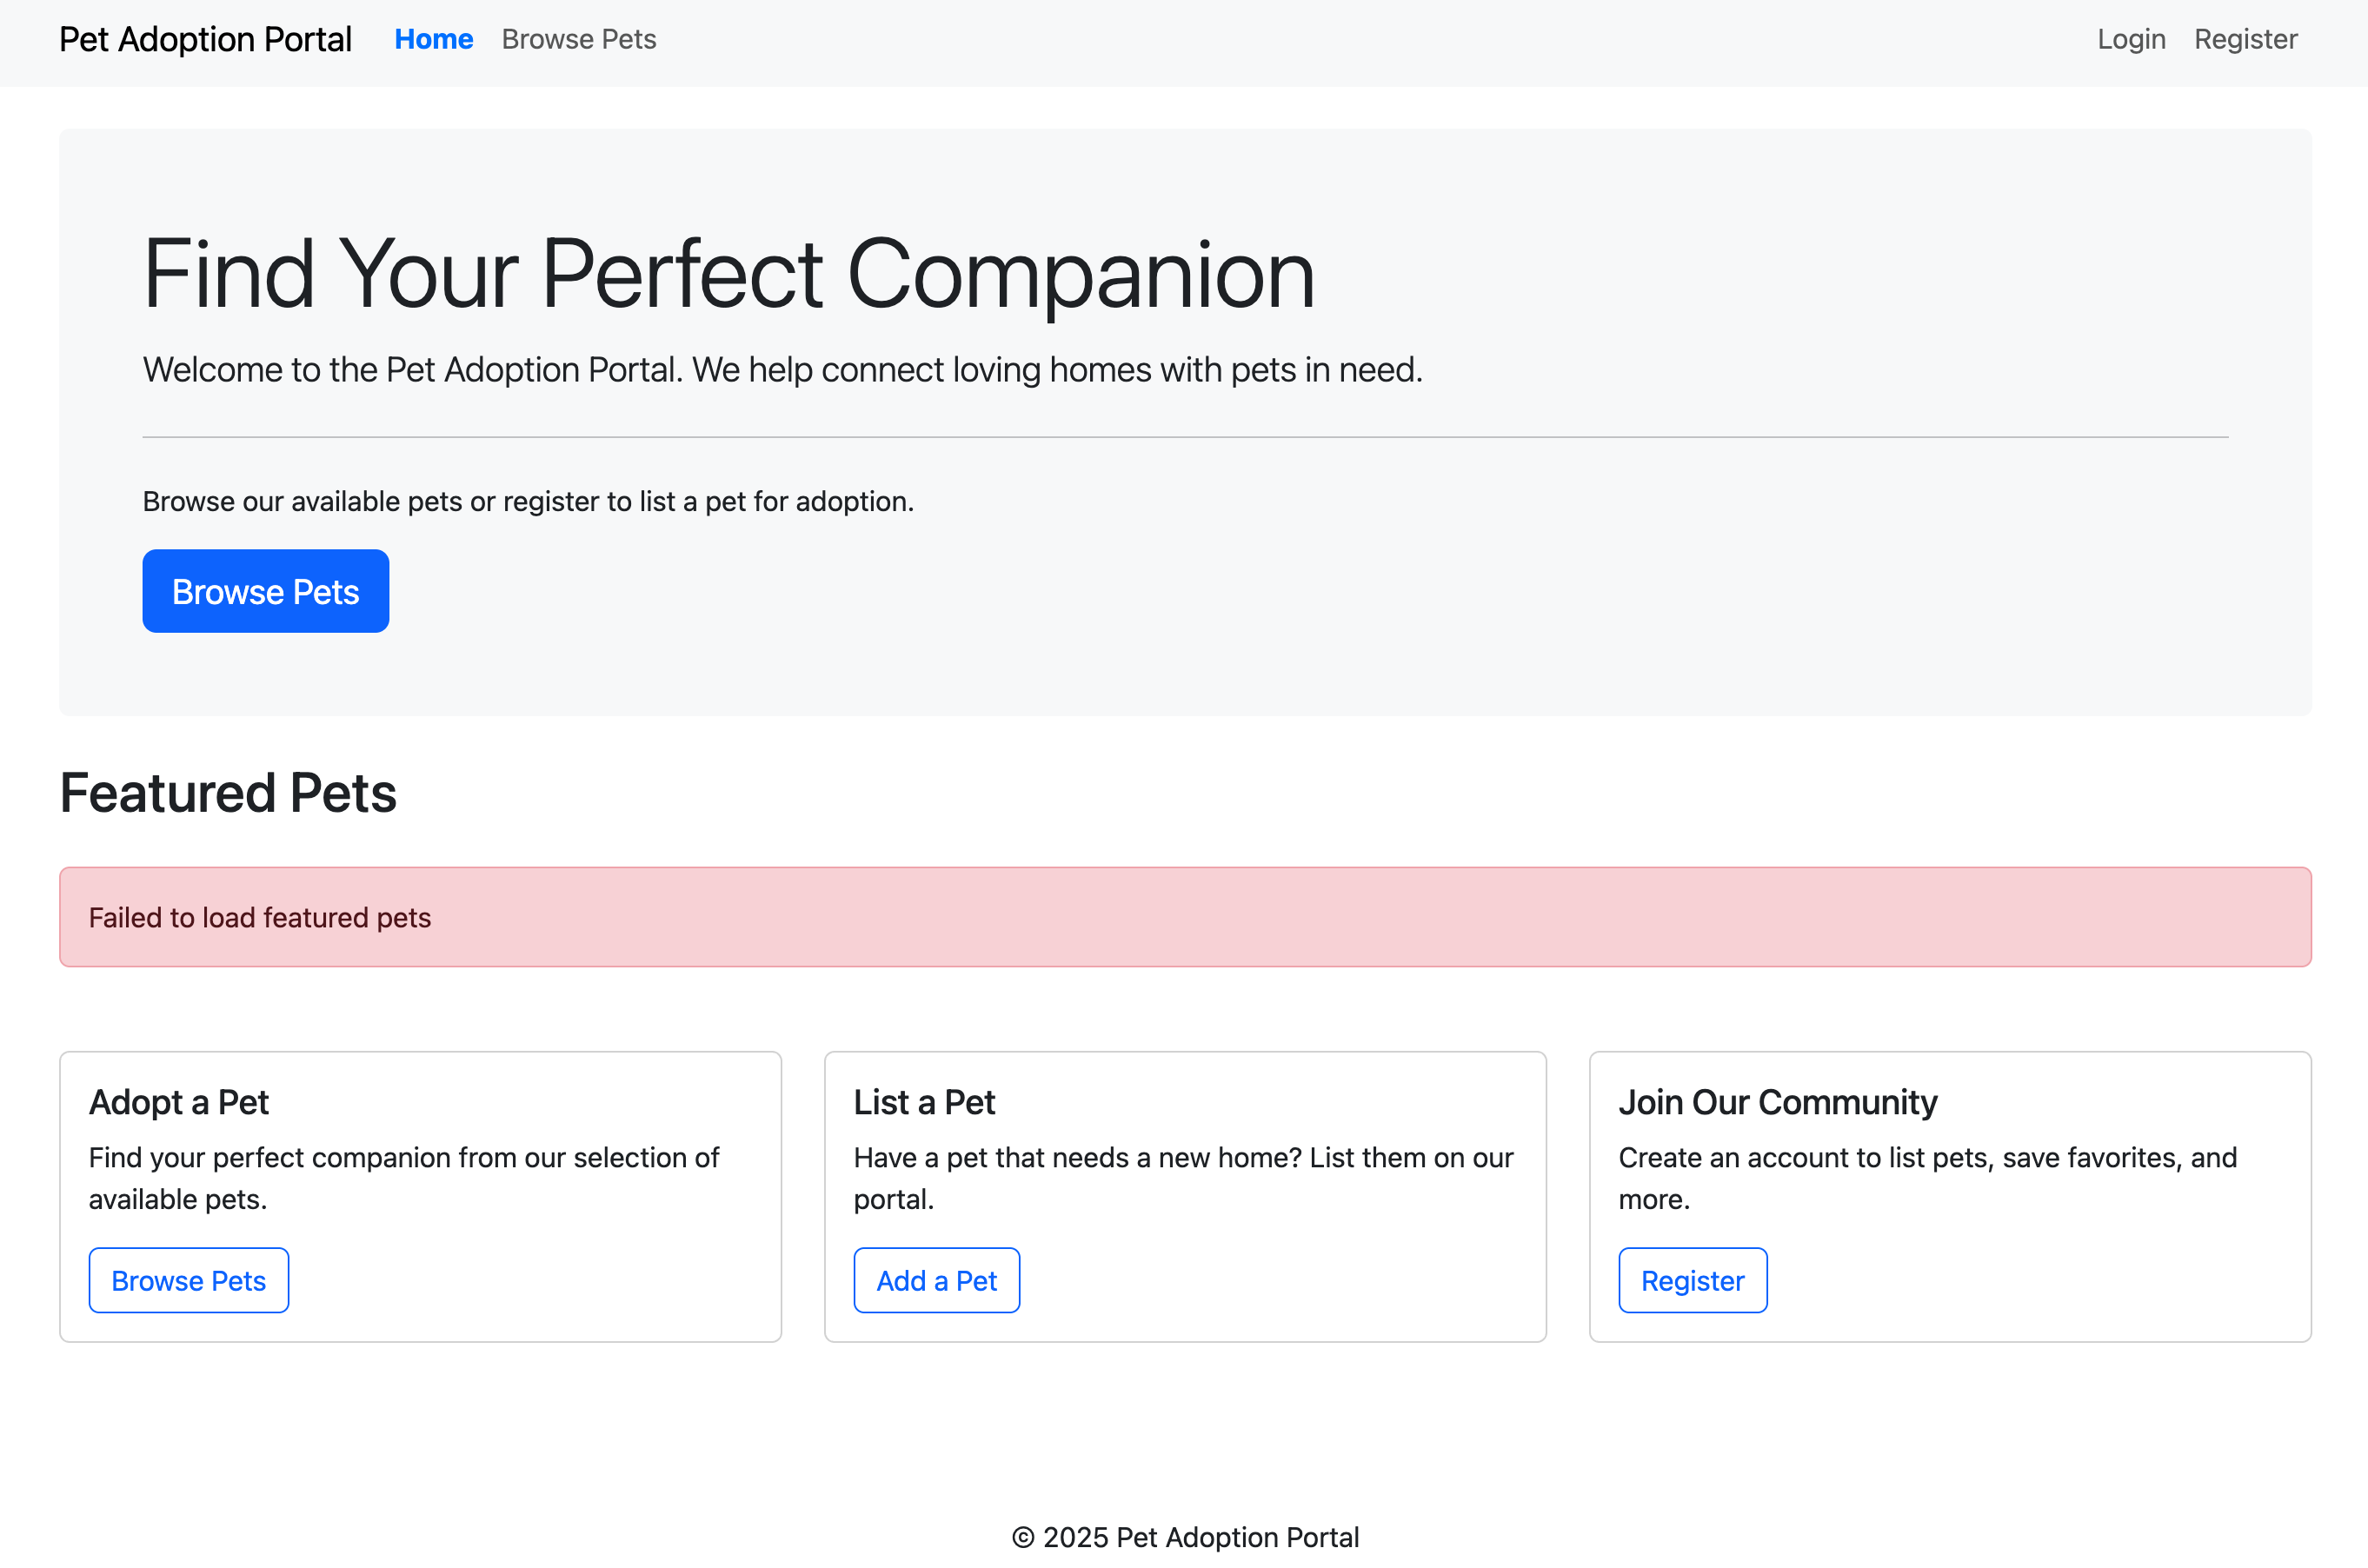 Pet Adoption Portal Home Browse Pets Login Register
Find Your Perfect Companion
Welcome to the Pet Adoption Portal. We help connect loving homes with pets in need.
Browse our available pets or register to list a pet for adoption.
Browse Pets
Featured Pets
Failed to load featured pets
Adopt a Pet
Find your perfect companion from our selection of
available pets.
Browse Pets
List a Pet
Have a pet that needs a new home? List them on our
portal.
Add a Pet
Join Our Community
Create an account to list pets, save favorites, and
more.
Register
© 2025 Pet Adoption Portal